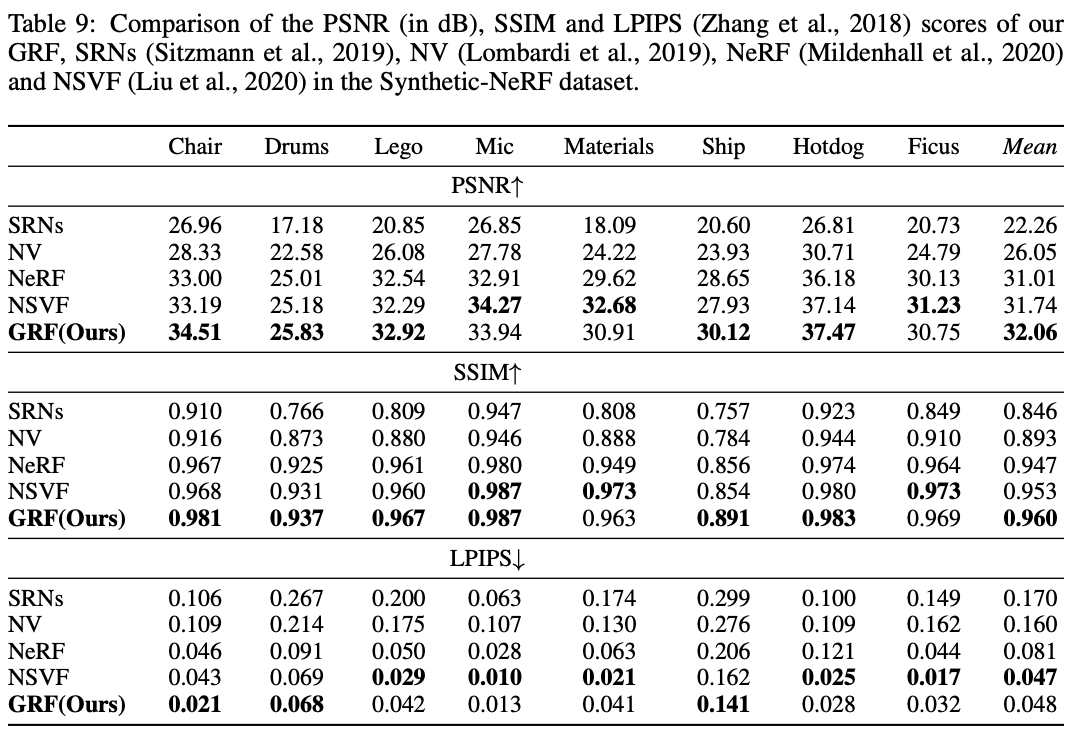 Table 9: Comparison of the PSNR (in dB), SSIM and LPIPS (Zhang et al., 2018) scores of our
GRF, SRNs (Sitzmann et al., 2019), NV (Lombardi et al., 2019), NeRF (Mildenhall et al., 2020)
and NSVF (Liu et al., 2020) in the Synthetic-NeRF dataset.
Chair Drums Lego Mic Materials Ship Hotdog Ficus Mean
PSNR↑
SRNs 26.96 17.18 20.85 26.85 18.09 20.60 26.81 20.73 22.26
NV 28.33 22.58 26.08 27.78 24.22 23.93 30.71 24.79 26.05
NeRF 33.00 25.01 32.54 32.91 29.62 28.65 36.18 30.13 31.01
NSVF 33.19 25.18 32.29 34.27 32.68 27.93 37.14 31.23 31.74
GRF(Ours) 34.51 25.83 32.92 33.94 30.91 30.12 37.47 30.75 32.06
SSIM↑
SRNs 0.910 0.766 0.809 0.947 0.808 0.757 0.923 0.849 0.846
NV 0.916 0.873 0.880 0.946 0.888 0.784 0.944 0.910 0.893
NeRF 0.967 0.925 0.961 0.980 0.949 0.856 0.974 0.964 0.947
NSVF 0.968 0.931 0.960 0.987 0.973 0.854 0.980 0.973 0.953
GRF(Ours) 0.981 0.937 0.967 0.987 0.963 0.891 0.983 0.969 0.960
LPIPS↓
SRNs 0.106 0.267 0.200 0.063 0.174 0.299 0.100 0.149 0.170
NV 0.109 0.214 0.175 0.107 0.130 0.276 0.109 0.162 0.160
NeRF 0.046 0.091 0.050 0.028 0.063 0.206 0.121 0.044 0.081
NSVF 0.043 0.069 0.029 0.010 0.021 0.162 0.025 0.017 0.047
GRF(Ours) 0.021 0.068 0.042 0.013 0.041 0.141 0.028 0.032 0.048